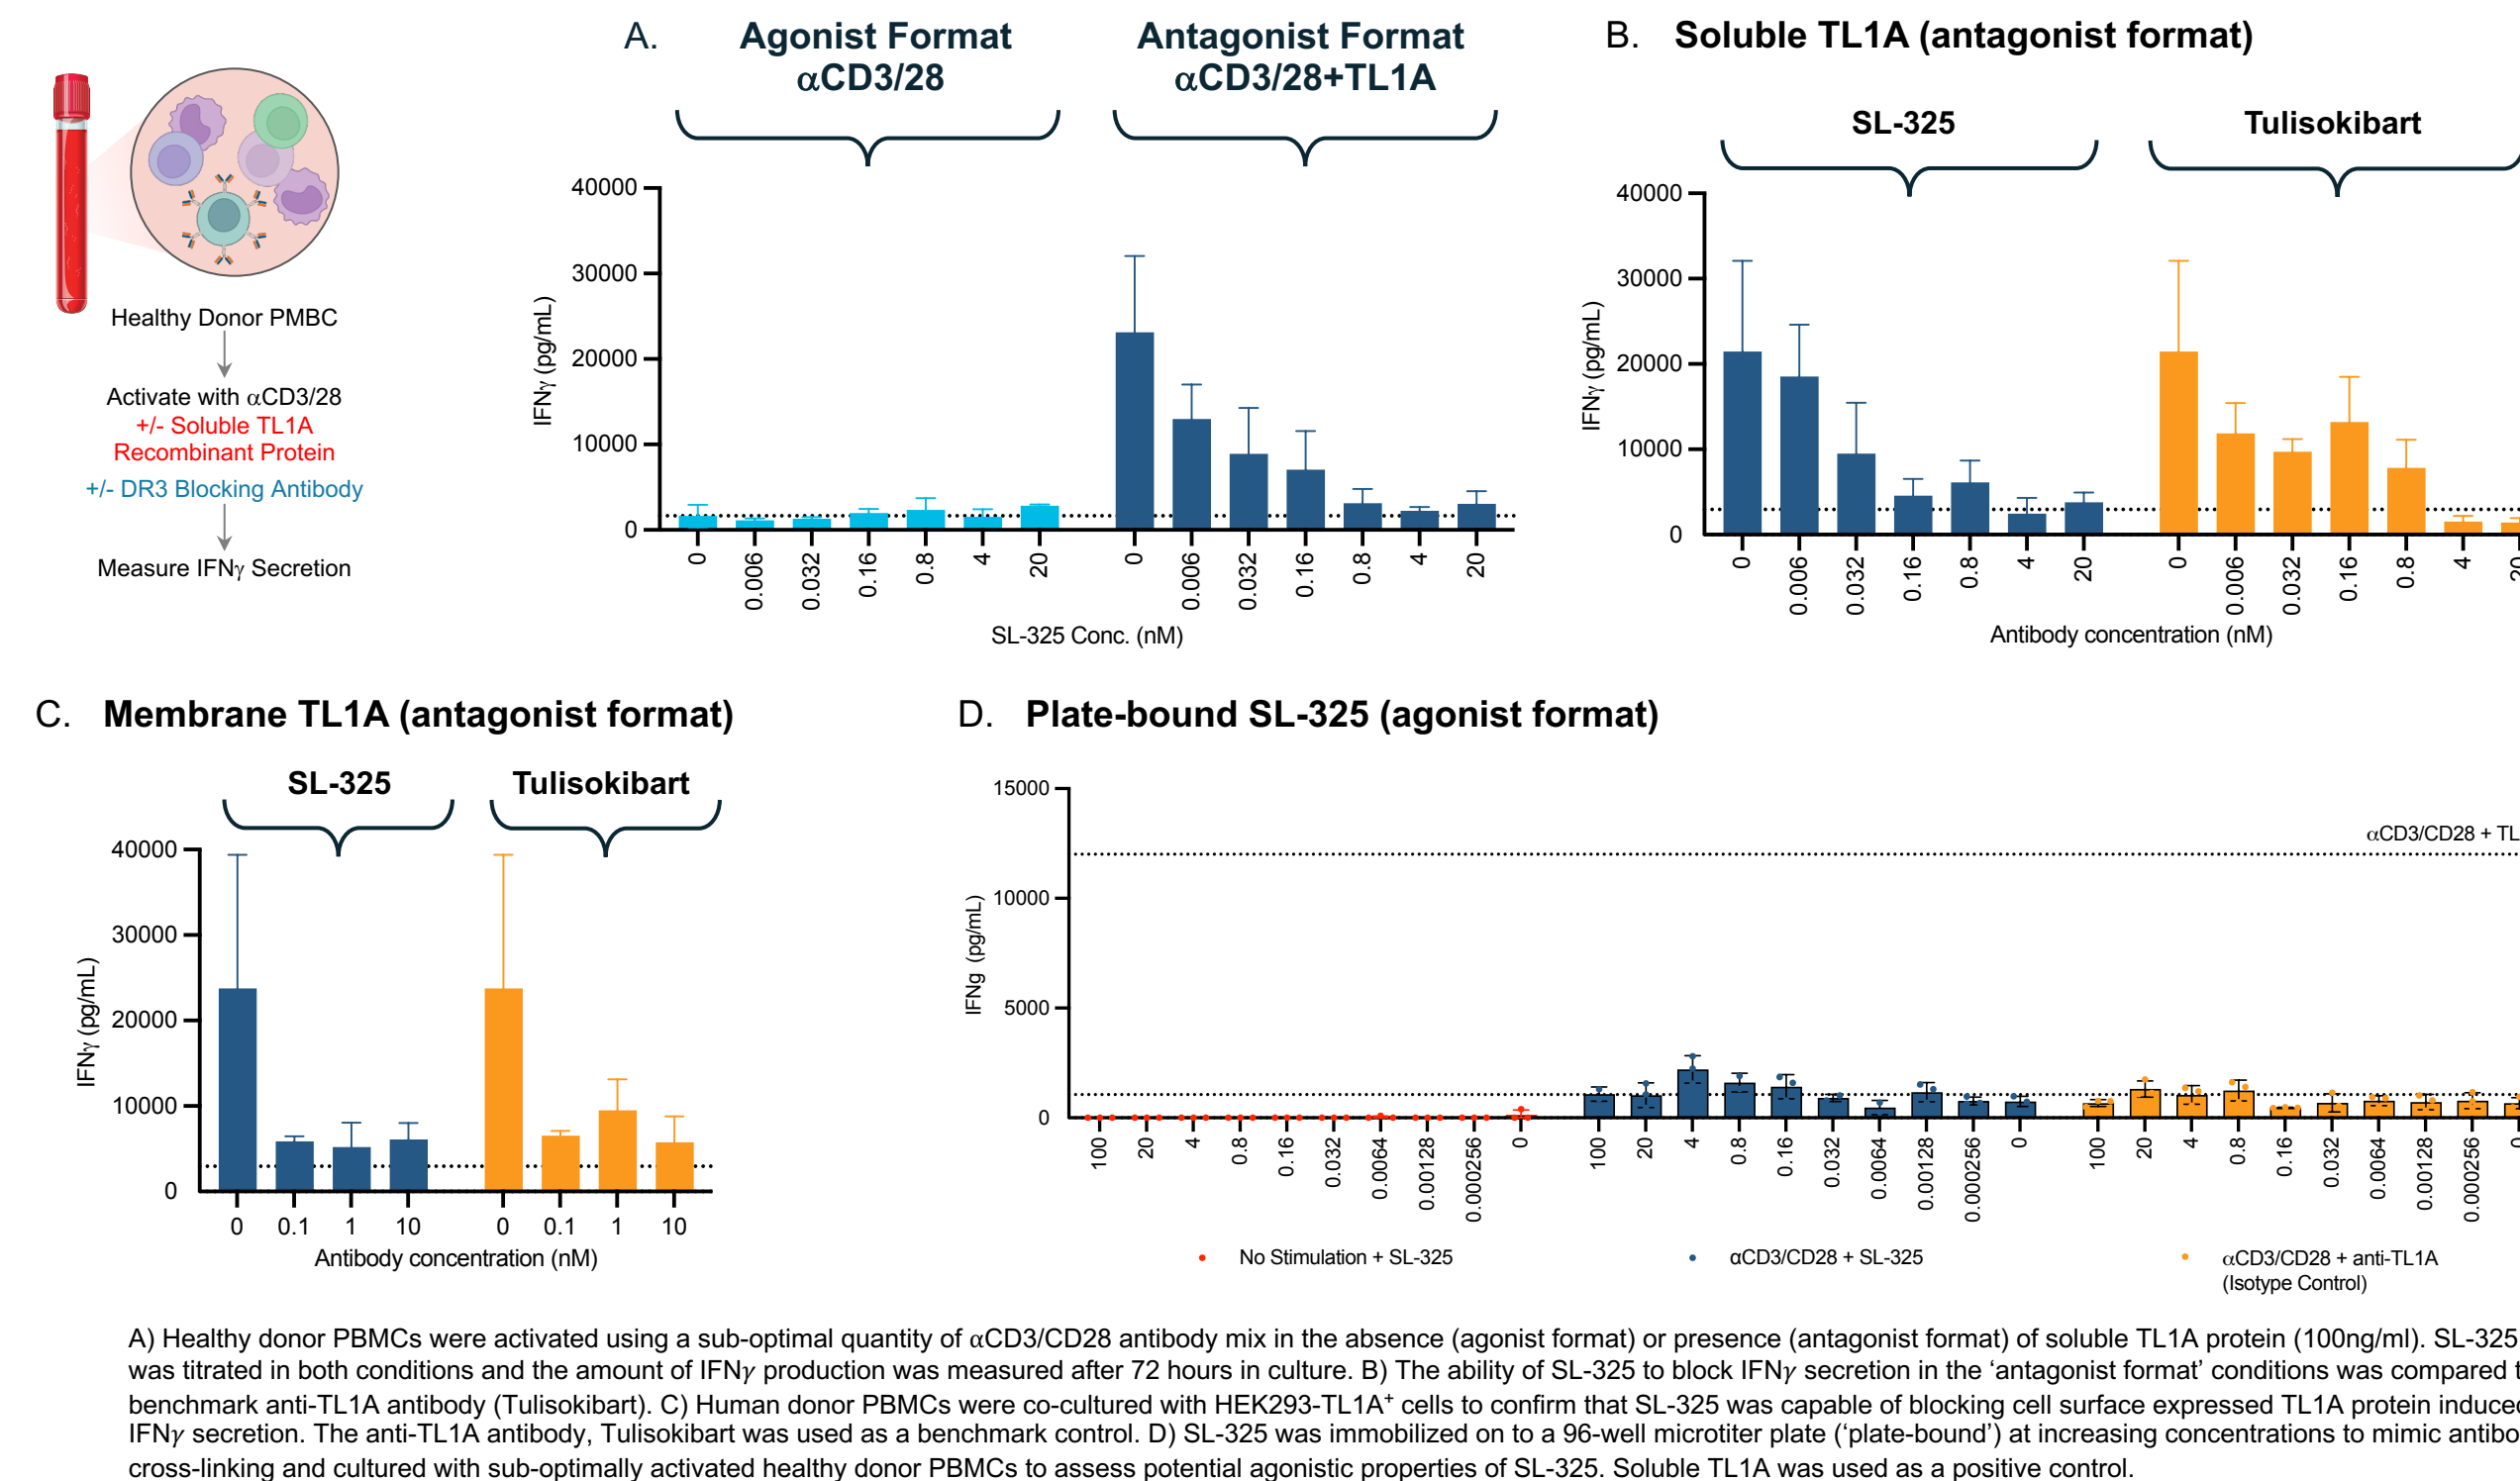 A.
Agonist Format
αCD3/28
Antagonist Format
αCD3/28+TL1A
B.
Soluble TL1A (antagonist format)
Healthy Donor PMBC
Activate with αCD3/28
+/- Soluble TL1A
Recombinant Protein
+/- DR3 Blocking Antibody
Measure IFNγ Secretion
IFNγ (pg/mL)
40000
30000
20000
10000
0
0 0.006 0.032 0.16 0.8 4 20 0 0.006 0.032 0.16 0.8 4 20
SL-325 Conc. (nM)
SL-325
Tulisokibart
IFNγ (pg/mL)
40000
30000
20000
10000
0
0 0.006 0.032 0.16 0.8 4 20 0 0.006 0.032 0.16 0.8 4 20
Antibody concentration (nM)
C.
Membrane TL1A (antagonist format)
SL-325
Tulisokibart
IFNγ (pg/mL)
40000
30000
20000
10000
0
0 0.1 1 10 0 0.1 1 10
Antibody concentration (nM)
D.
Plate-bound SL-325 (agonist format)
IFNg (pg/mL)
15000
10000
5000
0
αCD3/CD28 + TL
100 20 4 0.8 0.16 0.032 0.0064 0.00128 0.000256 0 100 20 4 0.8 0.16 0.032 0.0064 0.00128 0.000256 0 100 20 4 0.8 0.16 0.032 0.0064 0.00128 0.000256 0
No Stimulation + SL-325
αCD3/CD28 + SL-325
αCD3/CD28 + anti-TL1A
(Isotype Control)
A) Healthy donor PBMCs were activated using a sub-optimal quantity of αCD3/CD28 antibody mix in the absence (agonist format) or presence (antagonist format) of soluble TL1A protein (100ng/ml). SL-325
was titrated in both conditions and the amount of IFNγ production was measured after 72 hours in culture. B) The ability of SL-325 to block IFNγ secretion in the ‘antagonist format’ conditions was compared t
benchmark anti-TL1A antibody (Tulisokibart). C) Human donor PBMCs were co-cultured with HEK293-TL1A⁺ cells to confirm that SL-325 was capable of blocking cell surface expressed TL1A protein induced
IFNγ secretion. The anti-TL1A antibody, Tulisokibart was used as a benchmark control. D) SL-325 was immobilized on to a 96-well microtiter plate (‘plate-bound’) at increasing concentrations to mimic antibo
cross-linking and cultured with sub-optimally activated healthy donor PBMCs to assess potential agonistic properties of SL-325. Soluble TL1A was used as a positive control.